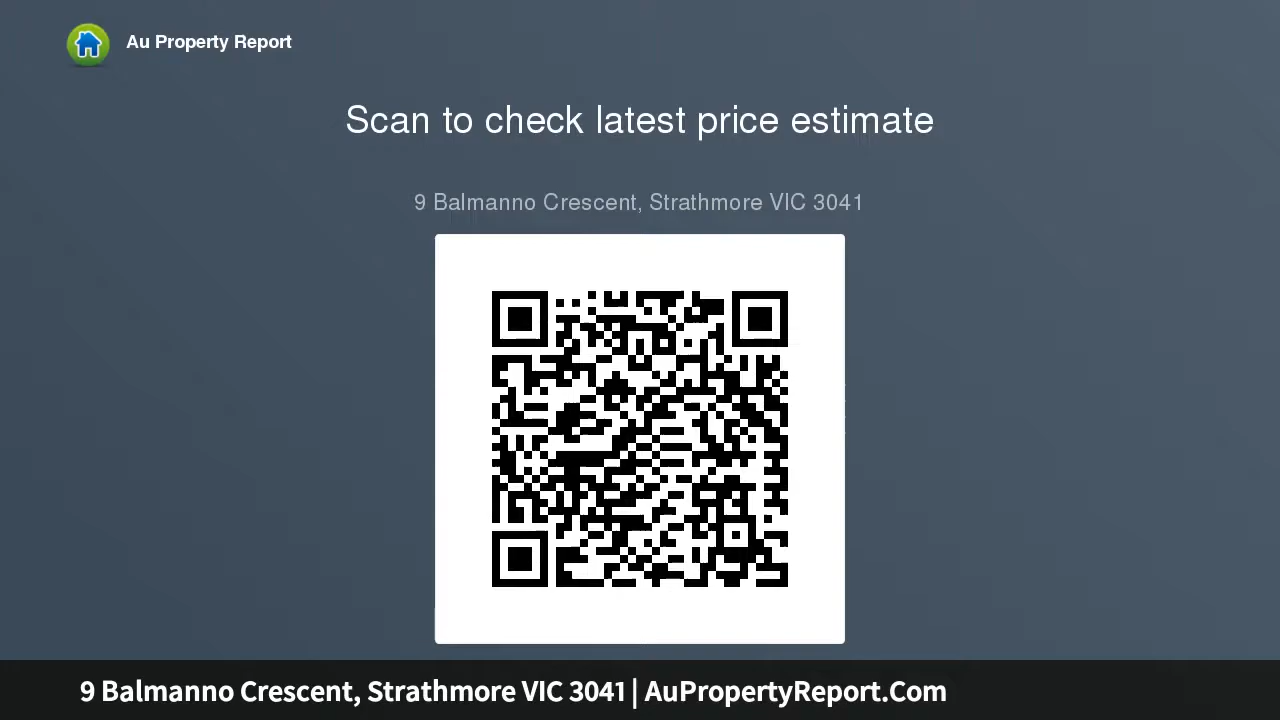 Au Property Report
Scan to check latest price estimate
9 Balmanno Crescent, Strathmore VIC 3041
9 Balmanno Crescent, Strathmore VIC 3041 | AuPropertyReport.Com